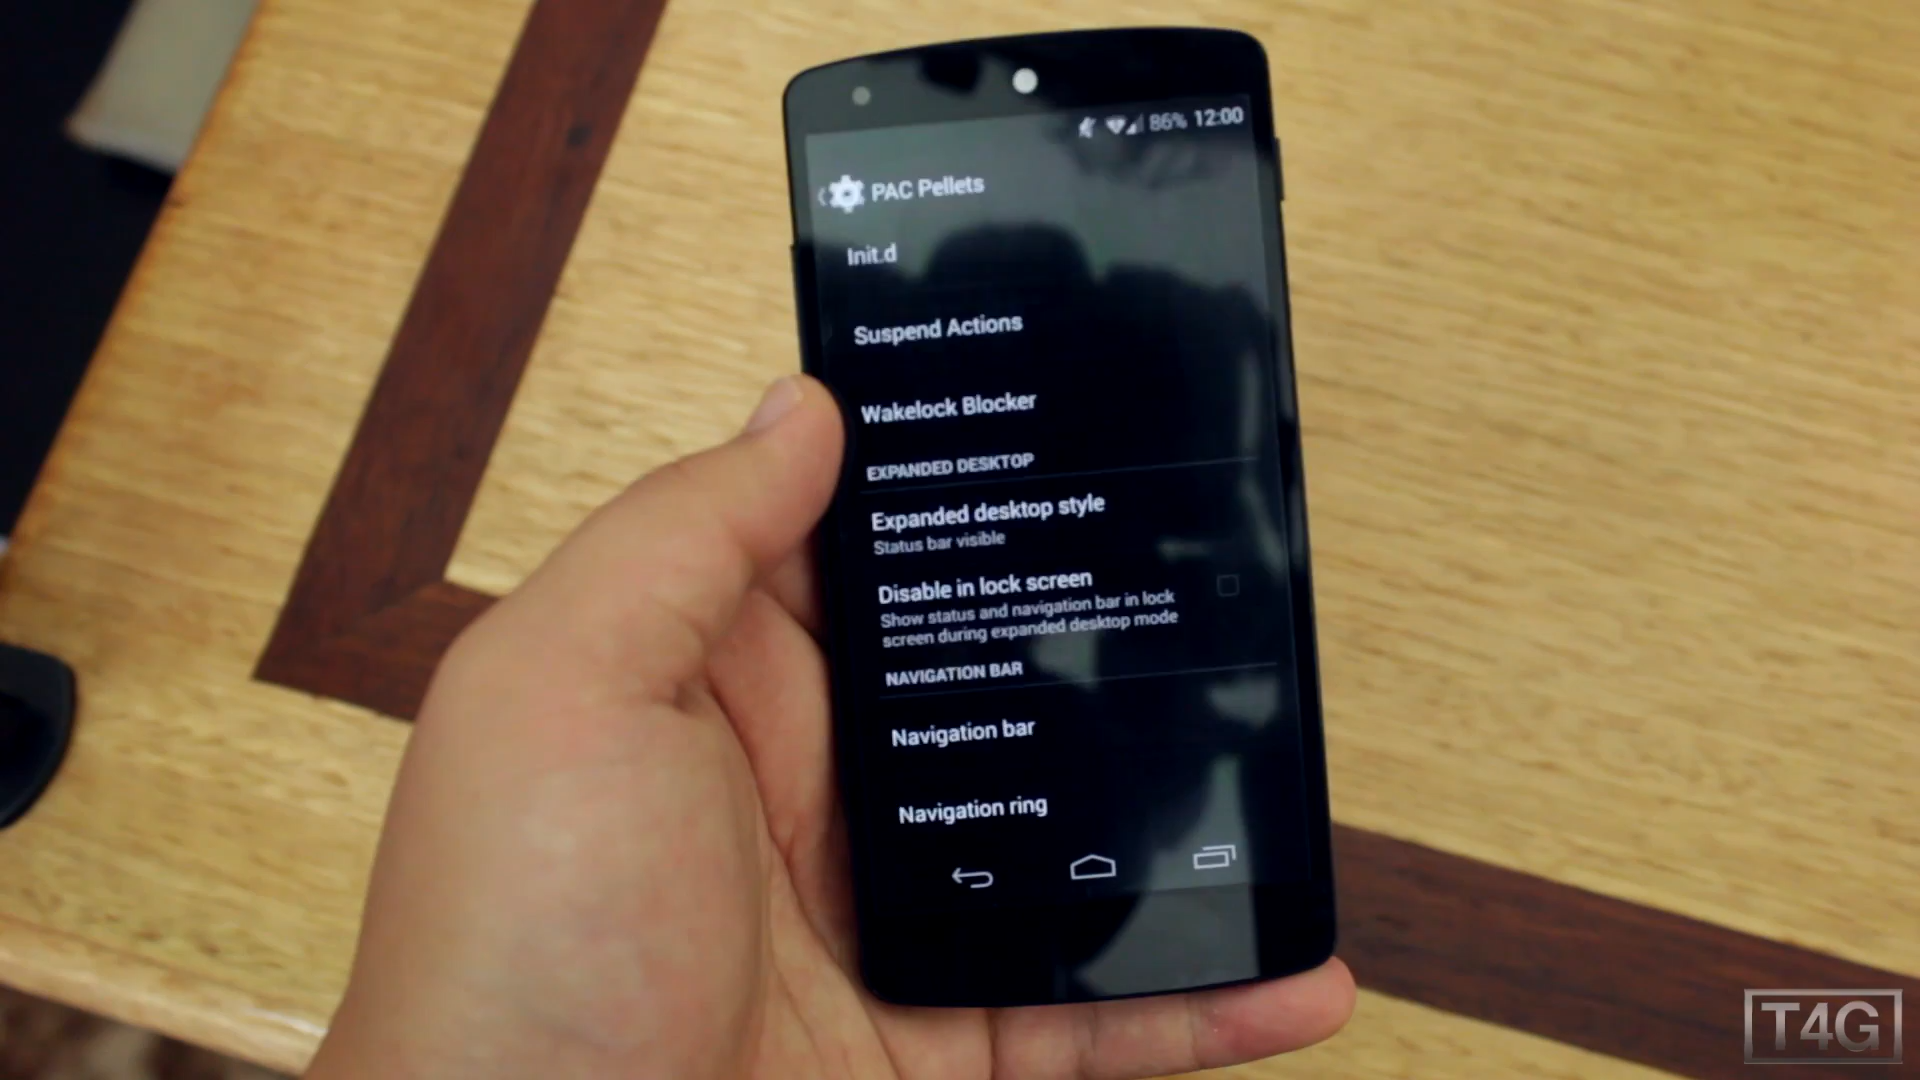 86% 12:00
PAC Pellets
Init.d
Suspend Actions
Wakelock Blocker
EXPANDED DESKTOP
Expanded desktop style
Status bar visible
Disable in lock screen
Show status and navigation bar in lock
screen during expanded desktop mode
NAVIGATION BAR
Navigation bar
Navigation ring
T4G